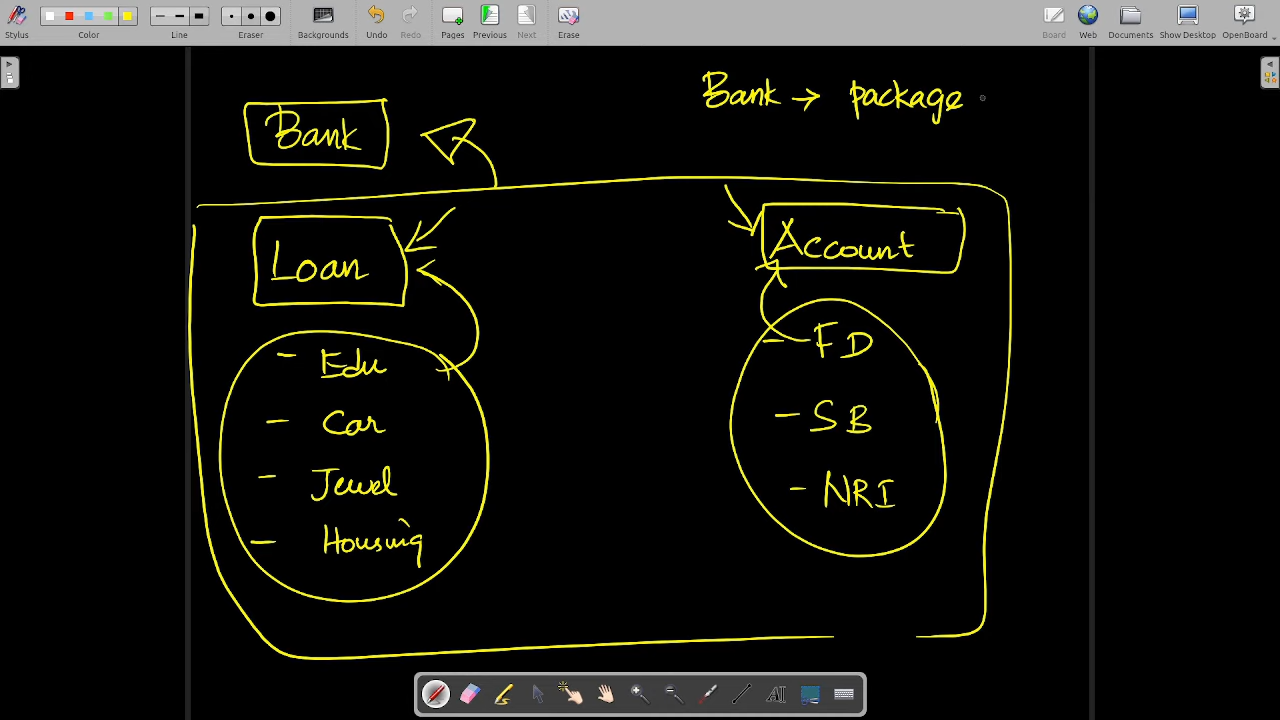 Stylus Color Line Eraser Backgrounds Undo Redo Pages Previous Next Erase Board Web Documents Show Desktop OpenBoard
Bank → package
Bank
Loan
Account
- Edu
- Car
- Jewel
- Housing
- FD
- SB
- NRI